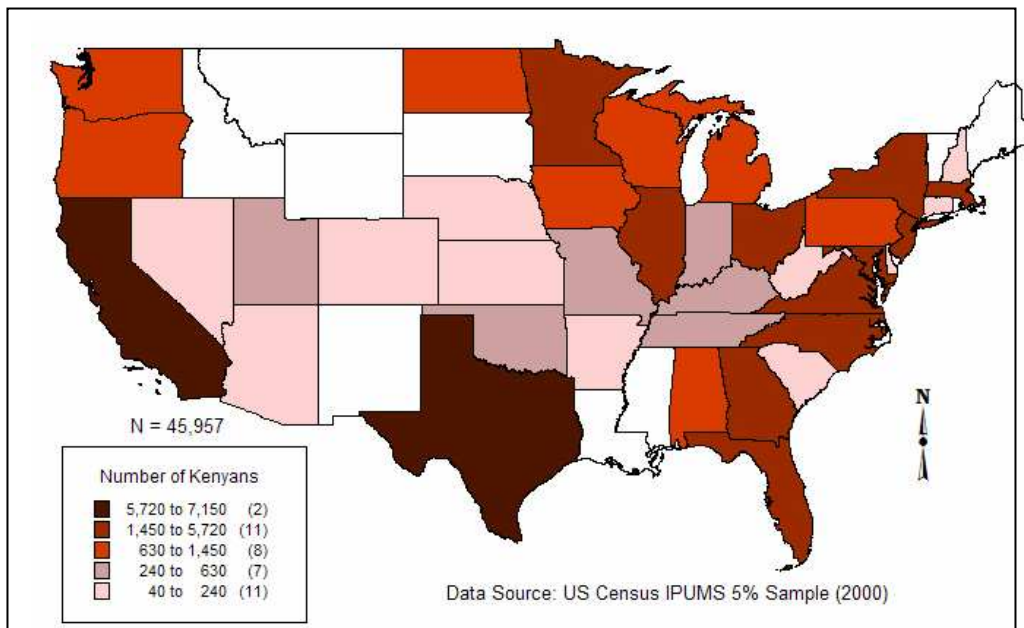 N
N = 45,957
Number of Kenyans
5,720 to 7,150 (2)
1,450 to 5,720 (11)
630 to 1,450 (8)
240 to 630 (7)
40 to 240 (11)
Data Source: US Census IPUMS 5% Sample (2000)